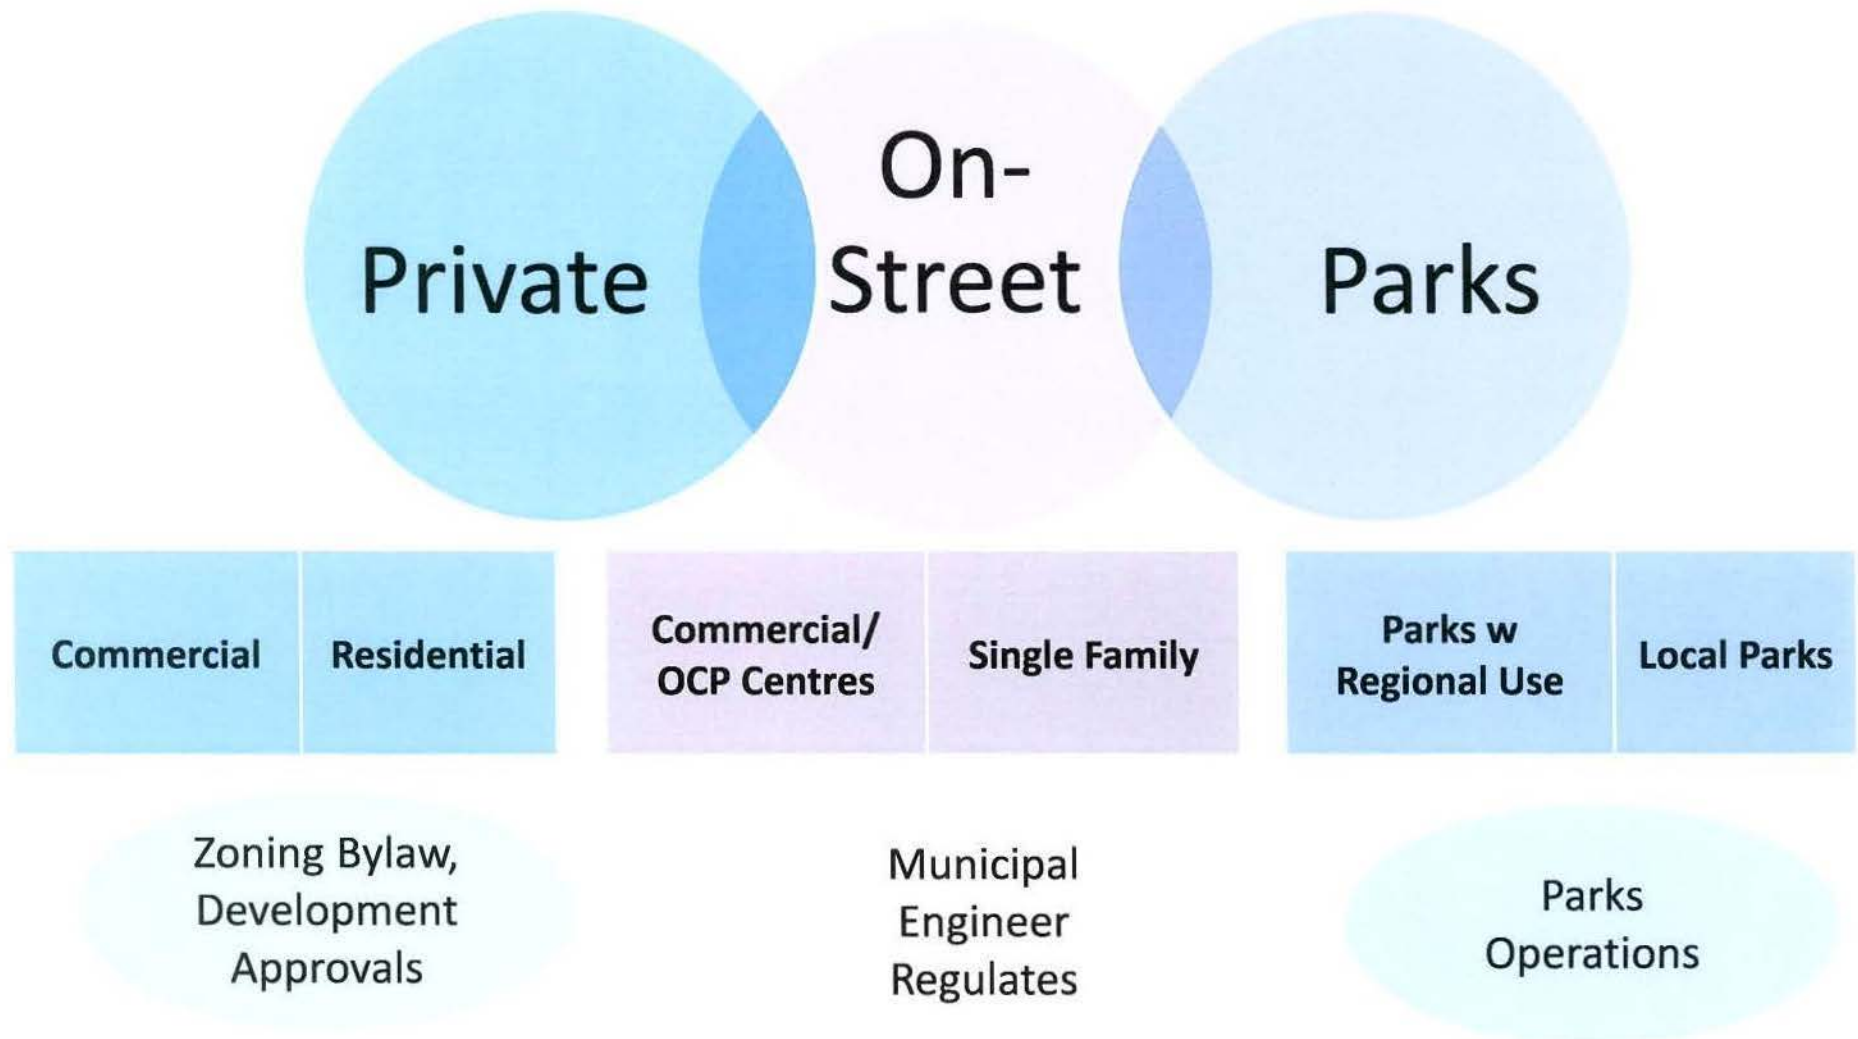 Private
On-
Street
Parks
Commercial
Residential
Commercial/
OCP Centres
Single Family
Parks w
Regional Use
Local Parks
Zoning Bylaw,
Development
Approvals
Municipal
Engineer
Regulates
Parks
Operations